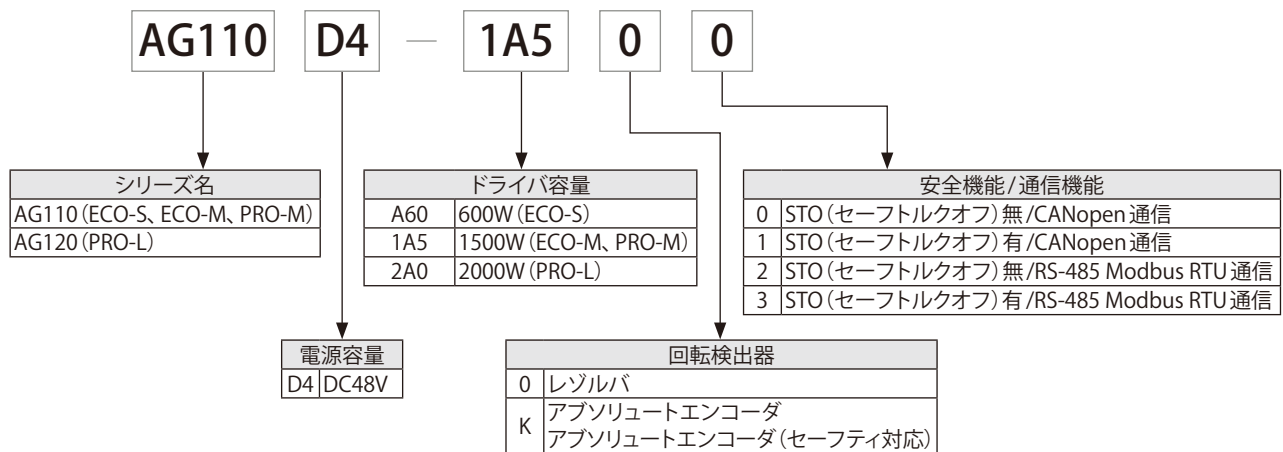 AG110 D4 — 1A5 0 0
シリーズ名
AG110(ECO-S、ECO-M、PRO-M)
AG120(PRO-L)
ドライバ容量
A60 600W(ECO-S)
1A5 1500W(ECO-M、PRO-M)
2A0 2000W(PRO-L)
安全機能/通信機能
0 STO(セーフトルクオフ)無/CANopen通信
1 STO(セーフトルクオフ)有/CANopen通信
2 STO(セーフトルクオフ)無/RS-485 Modbus RTU通信
3 STO(セーフトルクオフ)有/RS-485 Modbus RTU通信
電源容量
D4 DC48V
回転検出器
0 レゾルバ
K アブソリュートエンコーダ
アブソリュートエンコーダ(セーフティ対応)